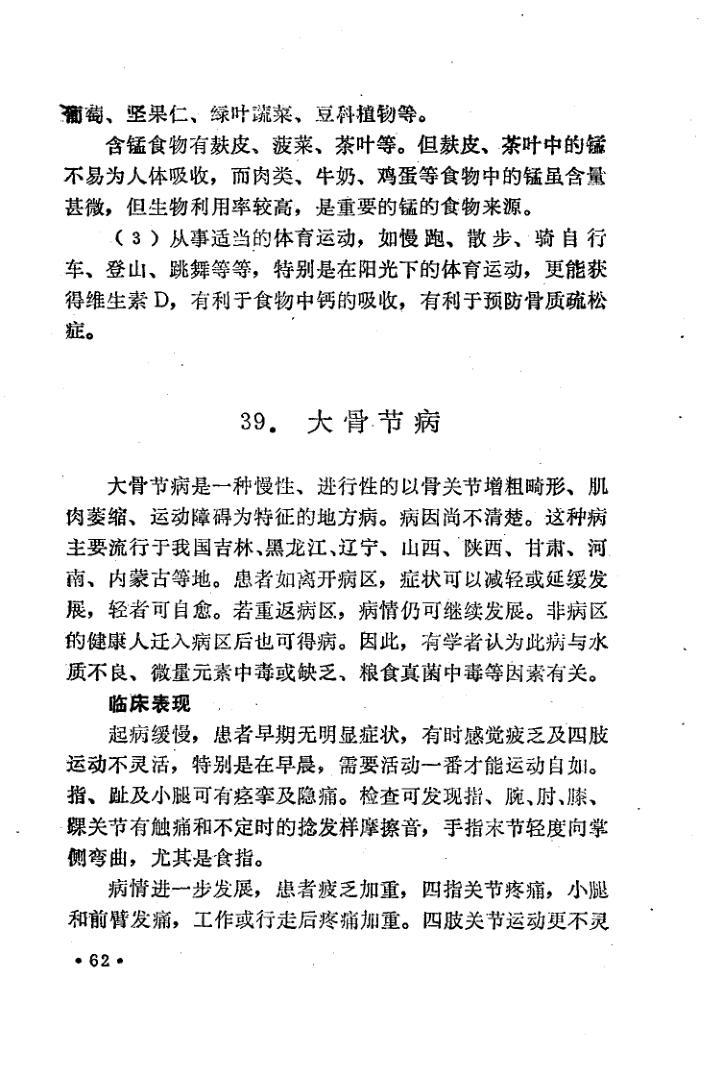 葡萄、坚果仁、绿叶蔬菜、豆科植物等。
含锰食物有麸皮、菠菜、茶叶等。但麸皮、茶叶中的锰
不易为人体吸收，而肉类、牛奶、鸡蛋等食物中的锰虽含量
甚微，但生物利用率较高，是重要的锰的食物来源。
（3）从事适当的体育运动，如慢跑、散步、骑自行
车、登山、跳舞等等，特别是在阳光下的体育运动，更能获
得维生素D，有利于食物中钙的吸收，有利于预防骨质疏松
症。
39．大骨节病
大骨节病是一种慢性、进行性的以骨关节增粗畸形、肌
肉萎缩、运动障碍为特征的地方病。病因尚不清楚。这种病
主要流行于我国吉林、黑龙江、辽宁、山西、陕西、甘肃、河
南、内蒙古等地。患者如离开病区，症状可以减轻或延缓发
展，轻者可自愈。若重返病区，病情仍可继续发展。非病区
的健康人迁入病区后也可得病。因此，有学者认为此病与水
质不良、微量元素中毒或缺乏、粮食真菌中毒等因素有关。
临床表现
起病缓慢，患者早期无明显症状，有时感觉疲乏及四肢
运动不灵活，特别是在早晨，需要活动一番才能运动自如。
指、趾及小腿可有痉挛及隐痛。检查可发现指、腕、肘、膝、
踝关节有触痛和不定时的捻发样摩擦音，手指末节轻度向掌
侧弯曲，尤其是食指。
病情进一步发展，患者疲乏加重，四指关节疼痛，小腿
和前臂发痛，工作或行走后疼痛加重。四肢关节运动更不灵
•62•